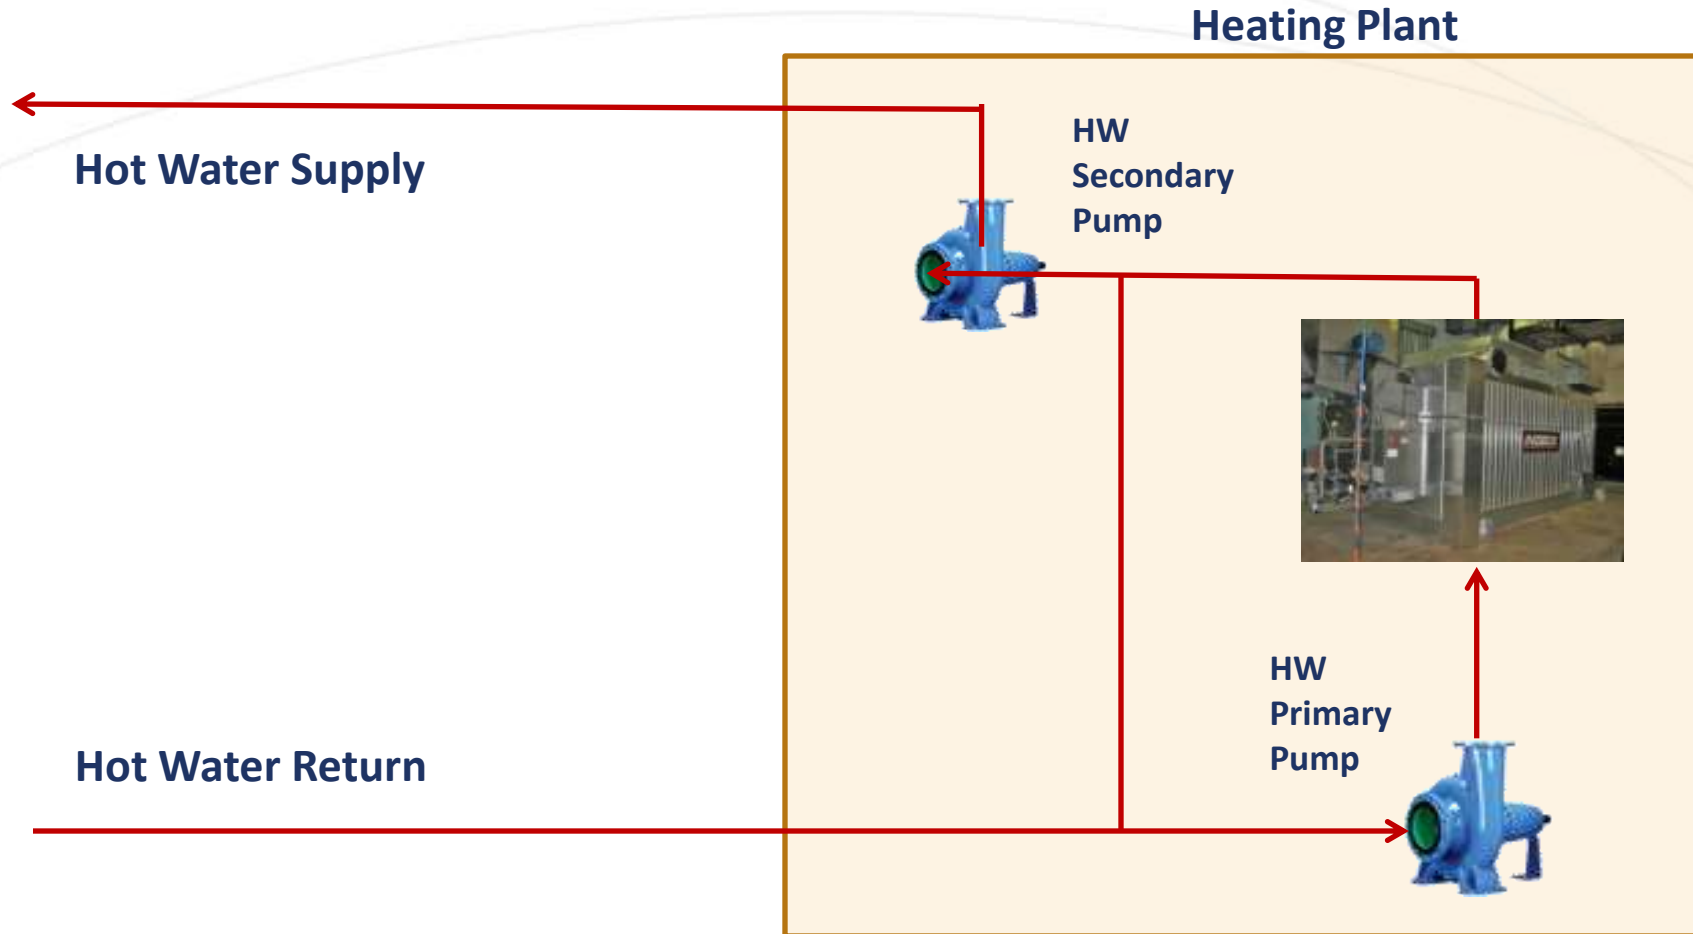 Heating Plant
Hot Water Supply
HW
Secondary
Pump
HW
Primary
Pump
Hot Water Return